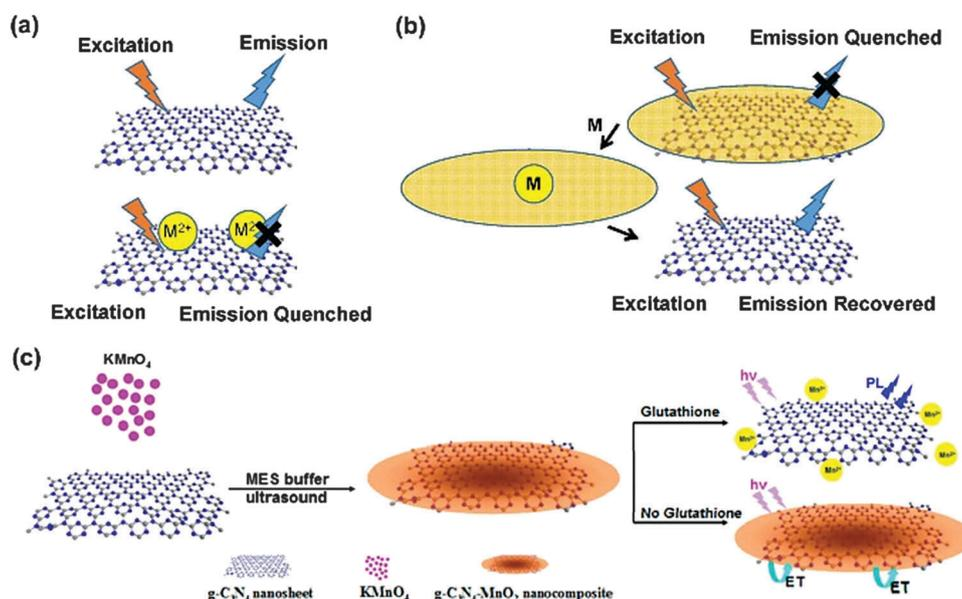 (a)
Excitation
Emission
M²⁺
M²
Excitation
Emission Quenched
(b)
Excitation
Emission Quenched
M
M
Excitation
Emission Recovered
(c)
KMnO₄
MES buffer
ultrasound
Glutathione
hv
PL
Mn²⁺
Mn²⁺
Mn²⁺
Mn²⁺
Mn²⁺
No Glutathione
hv
ET
ET
g-C₃N₄ nanosheet
KMnO₄
g-C₃N₄-MnO₂ nanocomposite